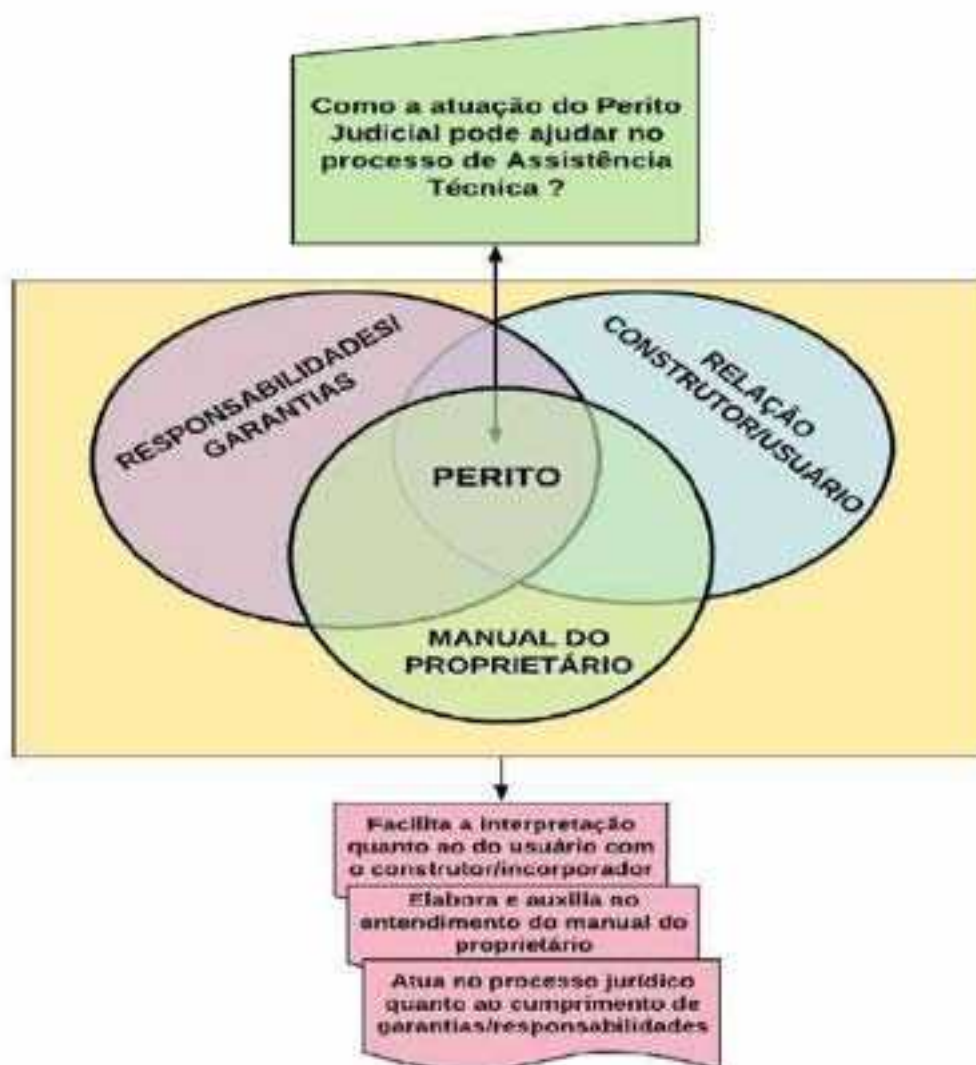 Como a atuação do Perito
Judicial pode ajudar no
processo de Assistência
Técnica ?
RESPONSABILIDADES/
GARANTIAS
RELAÇÃO
CONSTRUTOR/USUÁRIO
PERITO
MANUAL DO
PROPRIETÁRIO
Facilita a interpretação
quanto ao do usuário com
o construtor/incorporador
Elabora e auxilia no
entendimento do manual do
proprietário
Atua no processo jurídico
quanto ao cumprimento de
garantias/responsabilidades